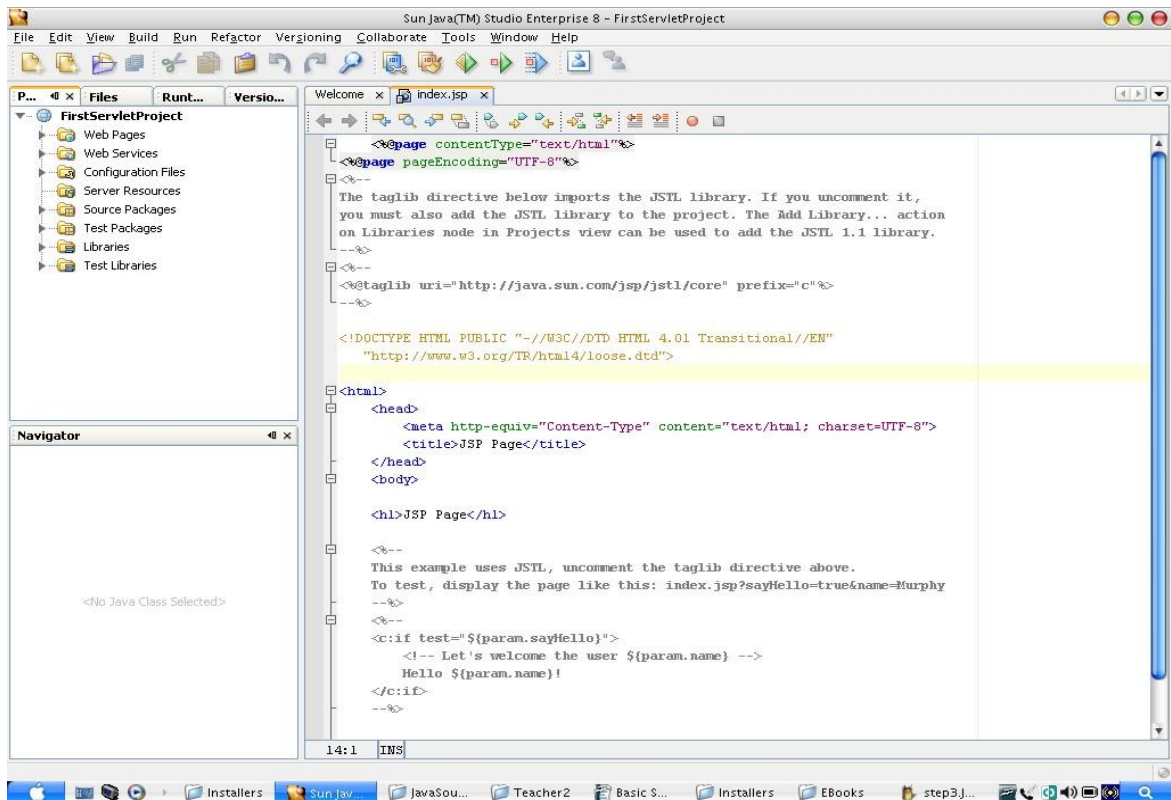 Sun Java(TM) Studio Enterprise 8 - FirstServletProject
File Edit View Build Run Refactor Versioning Collaborate Tools Window Help
P... Files Runt... Versio...
FirstServletProject
Web Pages
Web Services
Configuration Files
Server Resources
Source Packages
Test Packages
Libraries
Test Libraries
Navigator
<No Java Class Selected>
Welcome index.jsp
<%@page contentType="text/html"%>
<%@page pageEncoding="UTF-8"%>
<%--
The taglib directive below imports the JSTL library. If you uncomment it,
you must also add the JSTL library to the project. The Add Library... action
on Libraries node in Projects view can be used to add the JSTL 1.1 library.
--%>
<%--
<%@taglib uri="http://java.sun.com/jsp/jstl/core" prefix="c"%>
--%>
<!DOCTYPE HTML PUBLIC "-//W3C//DTD HTML 4.01 Transitional//EN"
"http://www.w3.org/TR/html4/loose.dtd">
<html>
<head>
<meta http-equiv="Content-Type" content="text/html; charset=UTF-8">
<title>JSP Page</title>
</head>
<body>
<h1>JSP Page</h1>
<%--
This example uses JSTL, uncomment the taglib directive above.
To test, display the page like this: index.jsp?sayHello=true&name=Murphy
--%>
<%--
<c:if test="${param.sayHello}">
<!-- Let's welcome the user ${param.name} -->
Hello ${param.name}!
</c:if>
--%>
14:1 INS
Installers Sun Jav... JavaSou... Teacher2 Basic S... Installers EBooks step3.J...